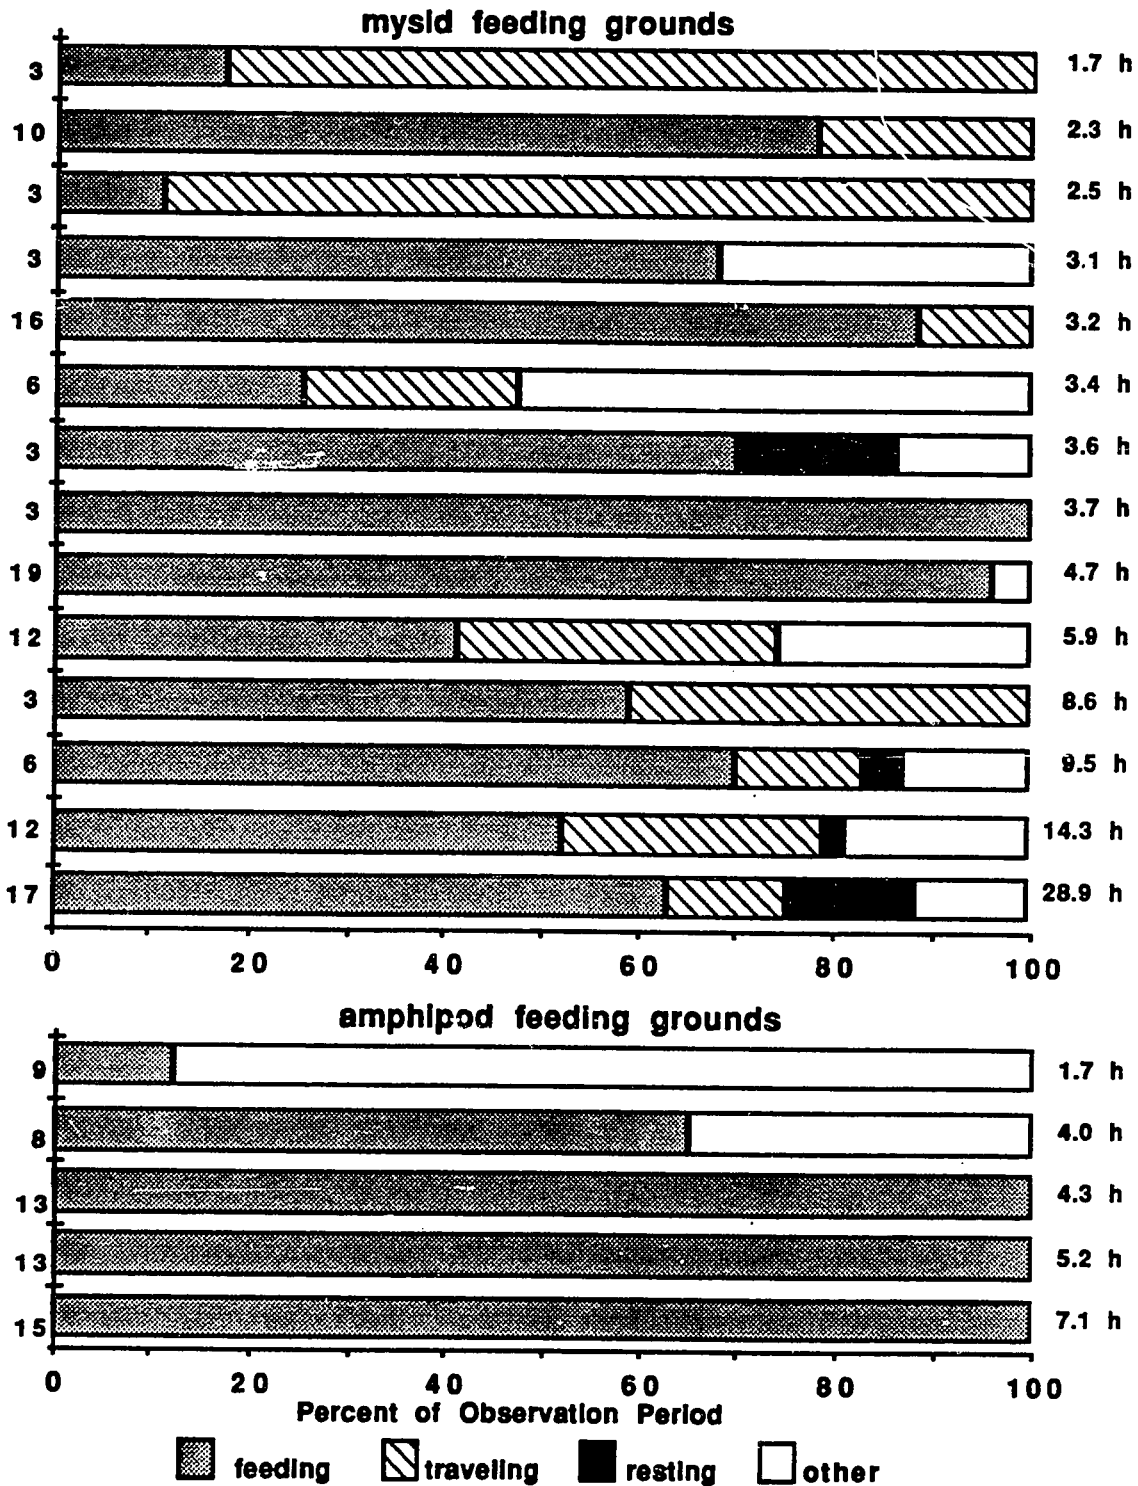 mysid feeding grounds
3 1.7 h
10 2.3 h
3 2.5 h
3 3.1 h
16 3.2 h
6 3.4 h
3 3.6 h
3 3.7 h
19 4.7 h
12 5.9 h
3 8.6 h
6 9.5 h
12 14.3 h
17 28.9 h
0 20 40 60 80 100
amphipod feeding grounds
9 1.7 h
8 4.0 h
13 4.3 h
13 5.2 h
15 7.1 h
0 20 40 60 80 100
Percent of Observation Period
feeding traveling resting other